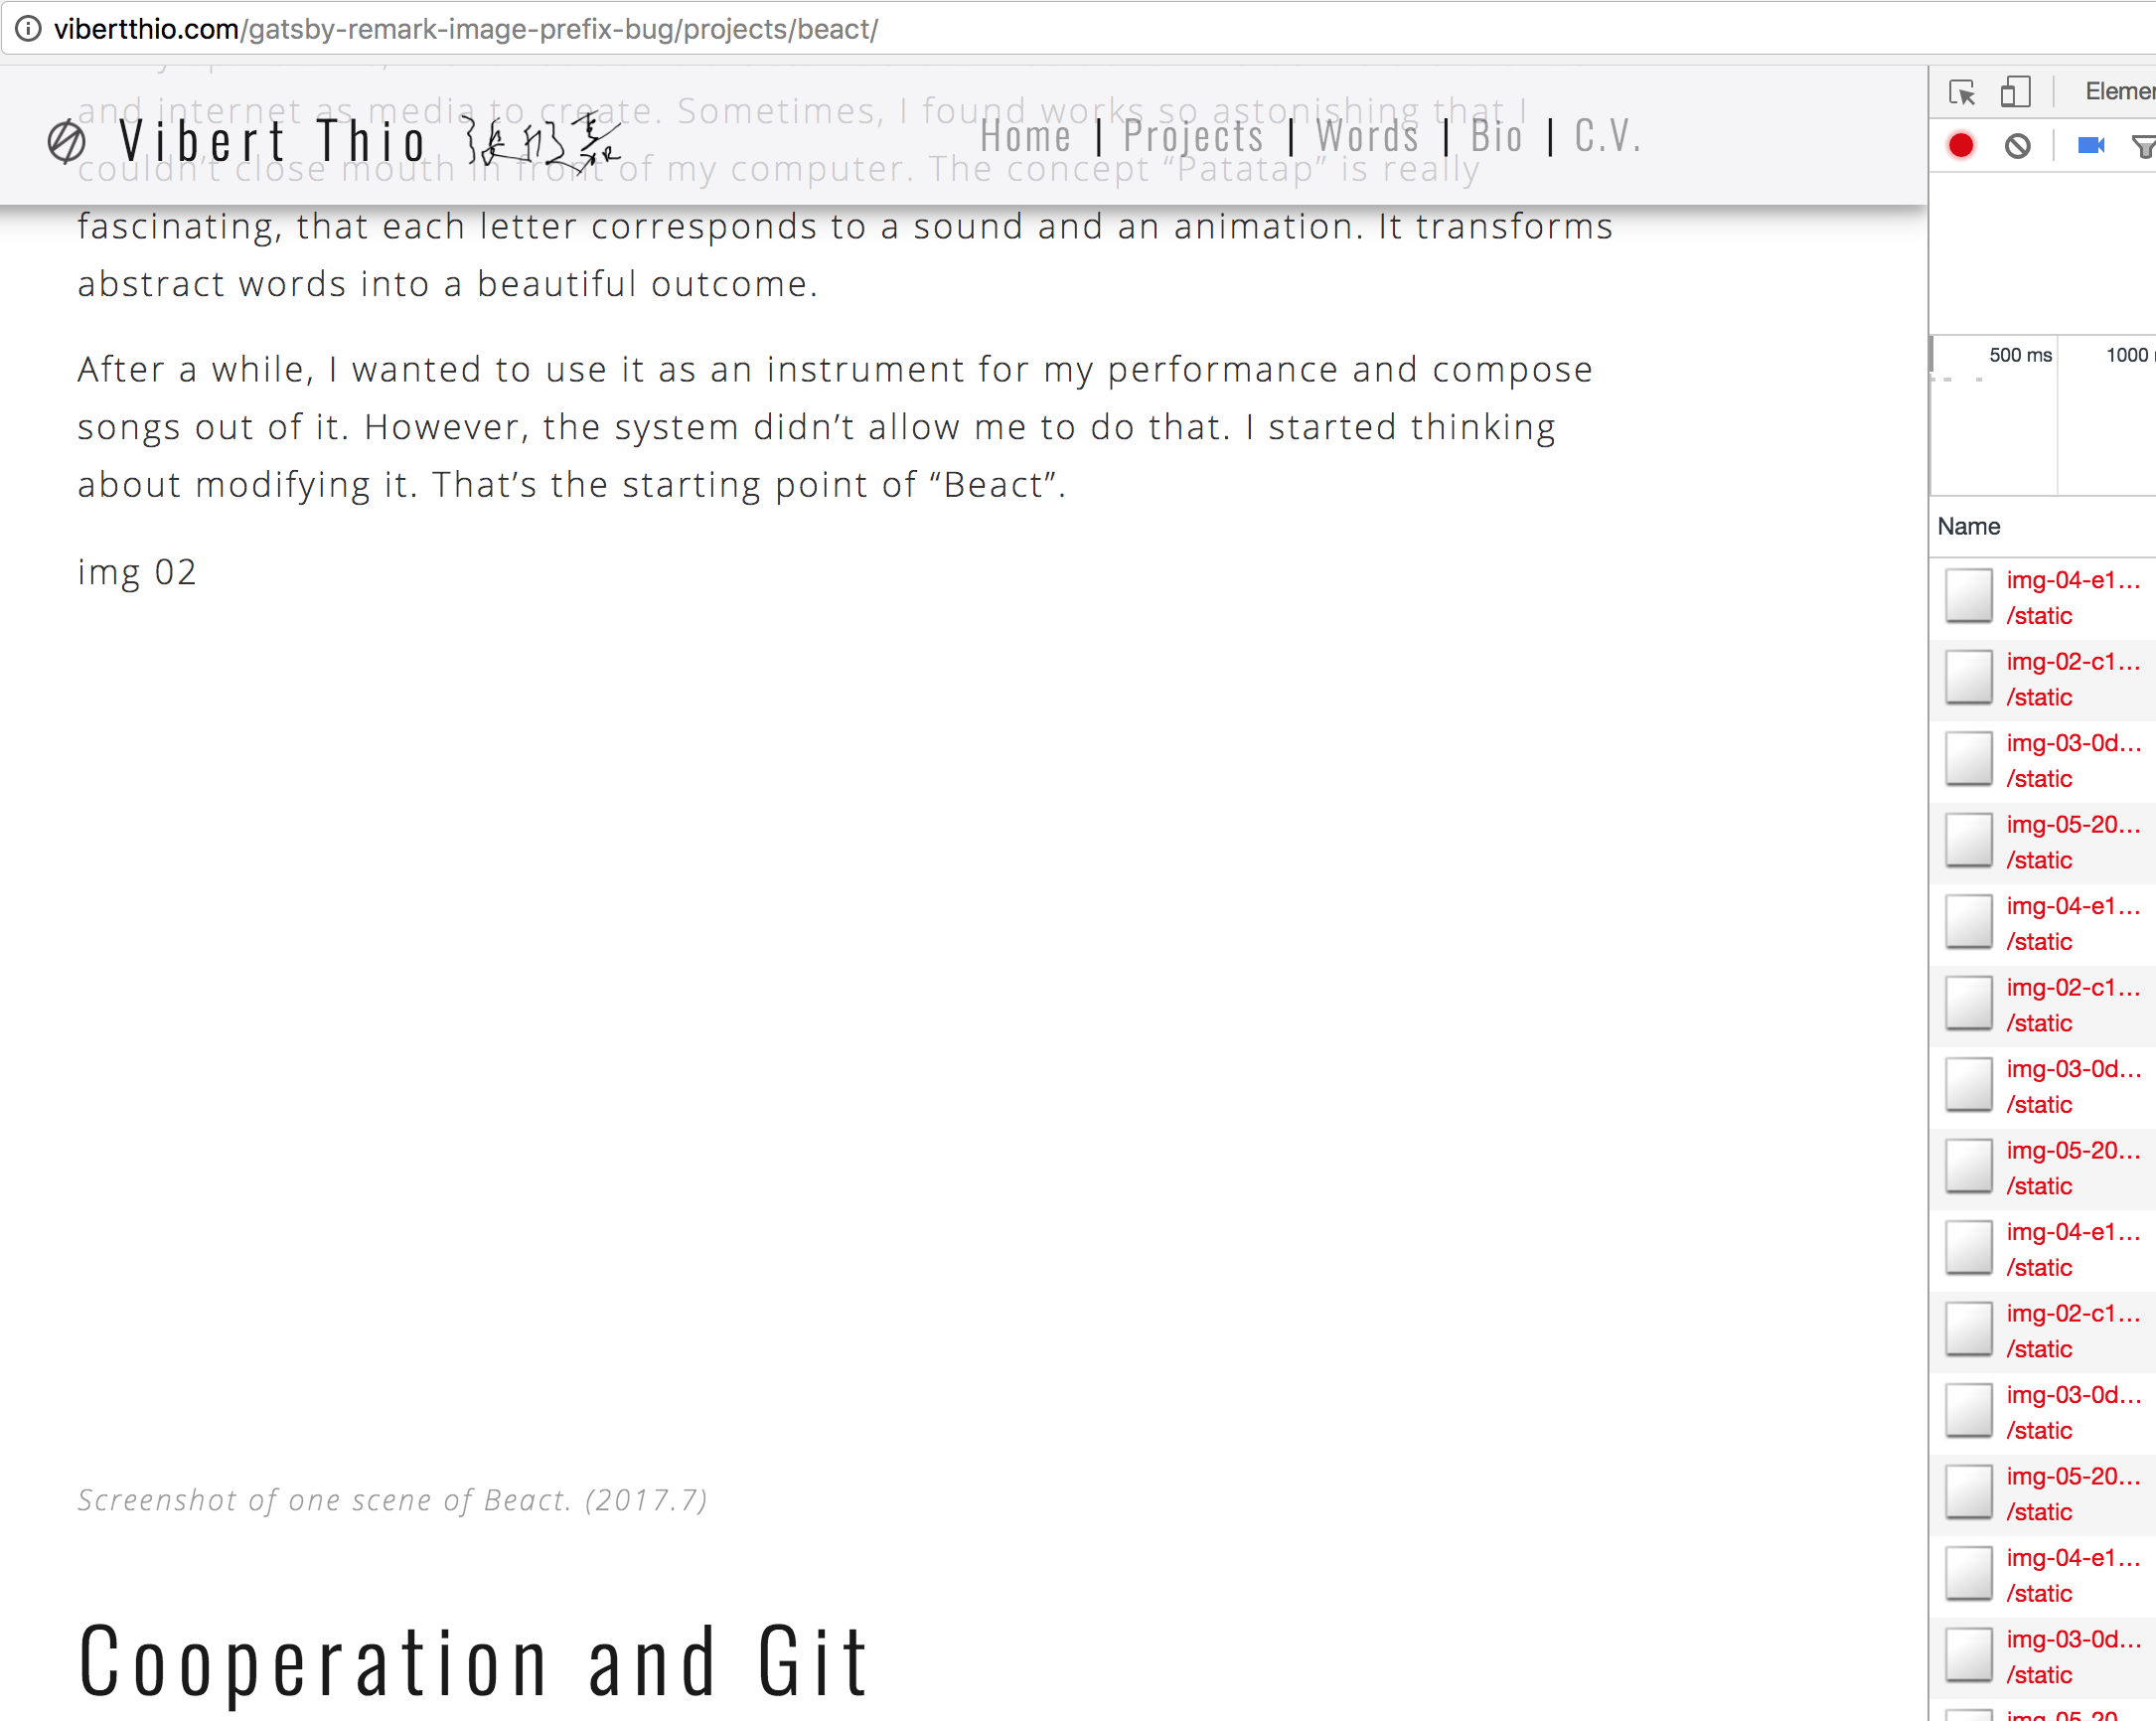 vibertthio.com/gatsby-remark-image-prefix-bug/projects/beact/
and internet as media to create. Sometimes, I found works so astonishing that I
Vibert Thio
Home | Projects | Words | Bio | C.V.
couldn’t close mouth in front of my computer. The concept “Patatap” is really
fascinating, that each letter corresponds to a sound and an animation. It transforms
abstract words into a beautiful outcome.
After a while, I wanted to use it as an instrument for my performance and compose
songs out of it. However, the system didn’t allow me to do that. I started thinking
about modifying it. That’s the starting point of “Beact”.
img 02
Screenshot of one scene of Beact. (2017.7)
Cooperation and Git
Elemen
500 ms
1000
Name
img-04-e1...
/static
img-02-c1...
/static
img-03-0d...
/static
img-05-20...
/static
img-04-e1...
/static
img-02-c1...
/static
img-03-0d...
/static
img-05-20...
/static
img-04-e1...
/static
img-02-c1...
/static
img-03-0d...
/static
img-05-20...
/static
img-04-e1...
/static
img-03-0d...
/static
img-05-20...